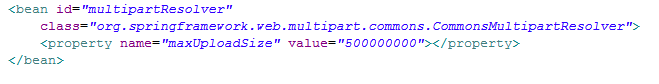 <bean id="multipartResolver"
    class="org.springframework.web.multipart.commons.CommonsMultipartResolver">
    <property name="maxUploadSize" value="500000000"></property>
</bean>